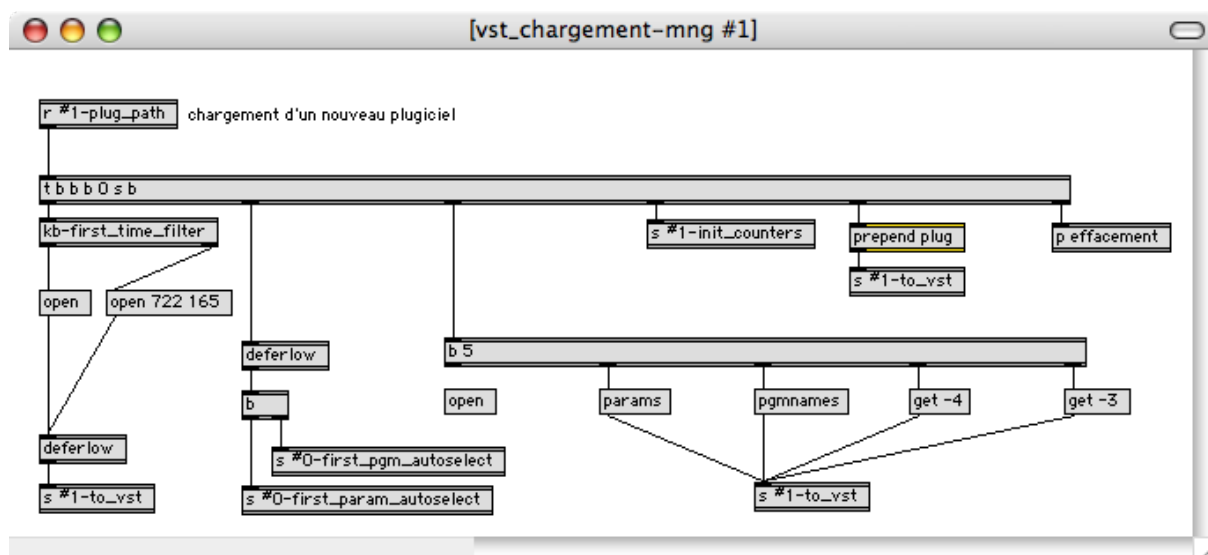 [vst_chargement-mng #1]
r #1-plug_path chargement d'un nouveau plugiciel
t b b b 0 s b
kb-first_time_filter
s #1-init_counters
prepend plug
p effacement
s #1-to_vst
open
open 722 165
deferlow
b 5
b
open
params
pgmnames
get -4
get -3
deferlow
s #0-first_pgm_autoselect
s #1-to_vst
s #0-first_param_autoselect
s #1-to_vst